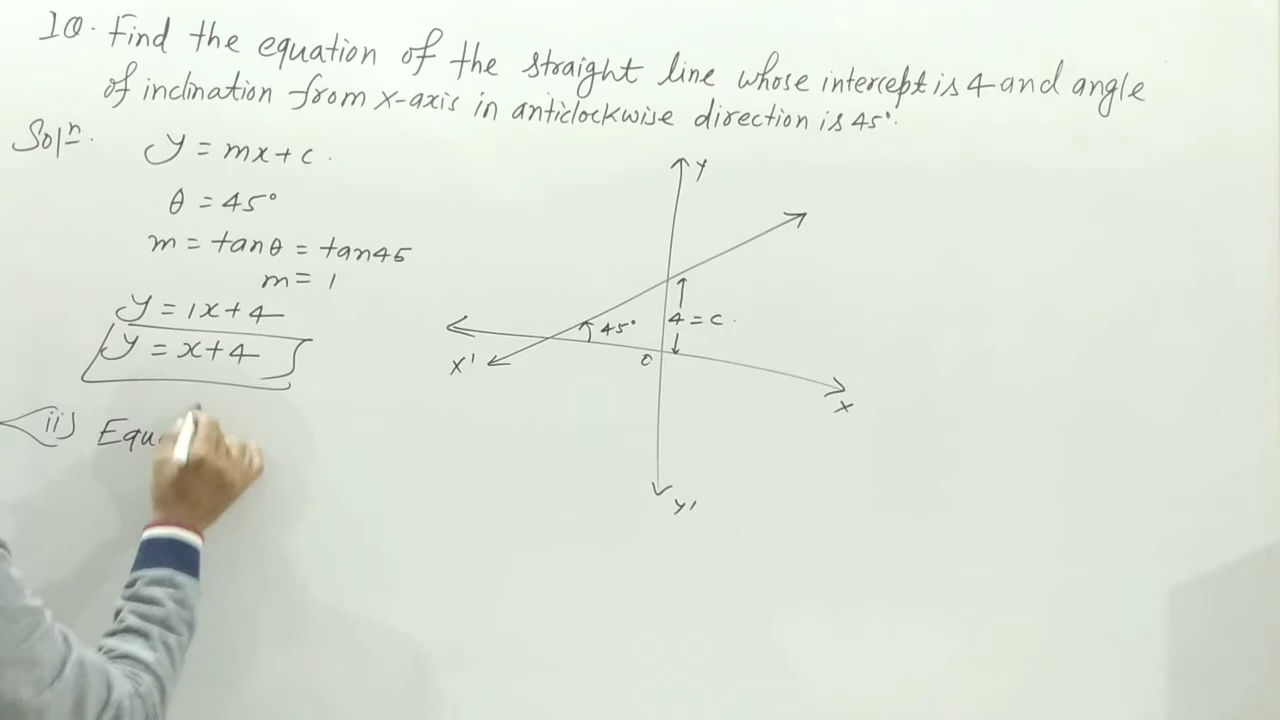 10. Find the equation of the straight line whose intercept is 4 and angle
of inclination from x-axis in anticlockwise direction is 45°.
Solⁿ.
y = mx + c.
θ = 45°
m = tanθ = tan45
m = 1
y = 1x + 4
y = x + 4
ii) Equ
Y
45°
4 = C.
X'
O
X
Y'